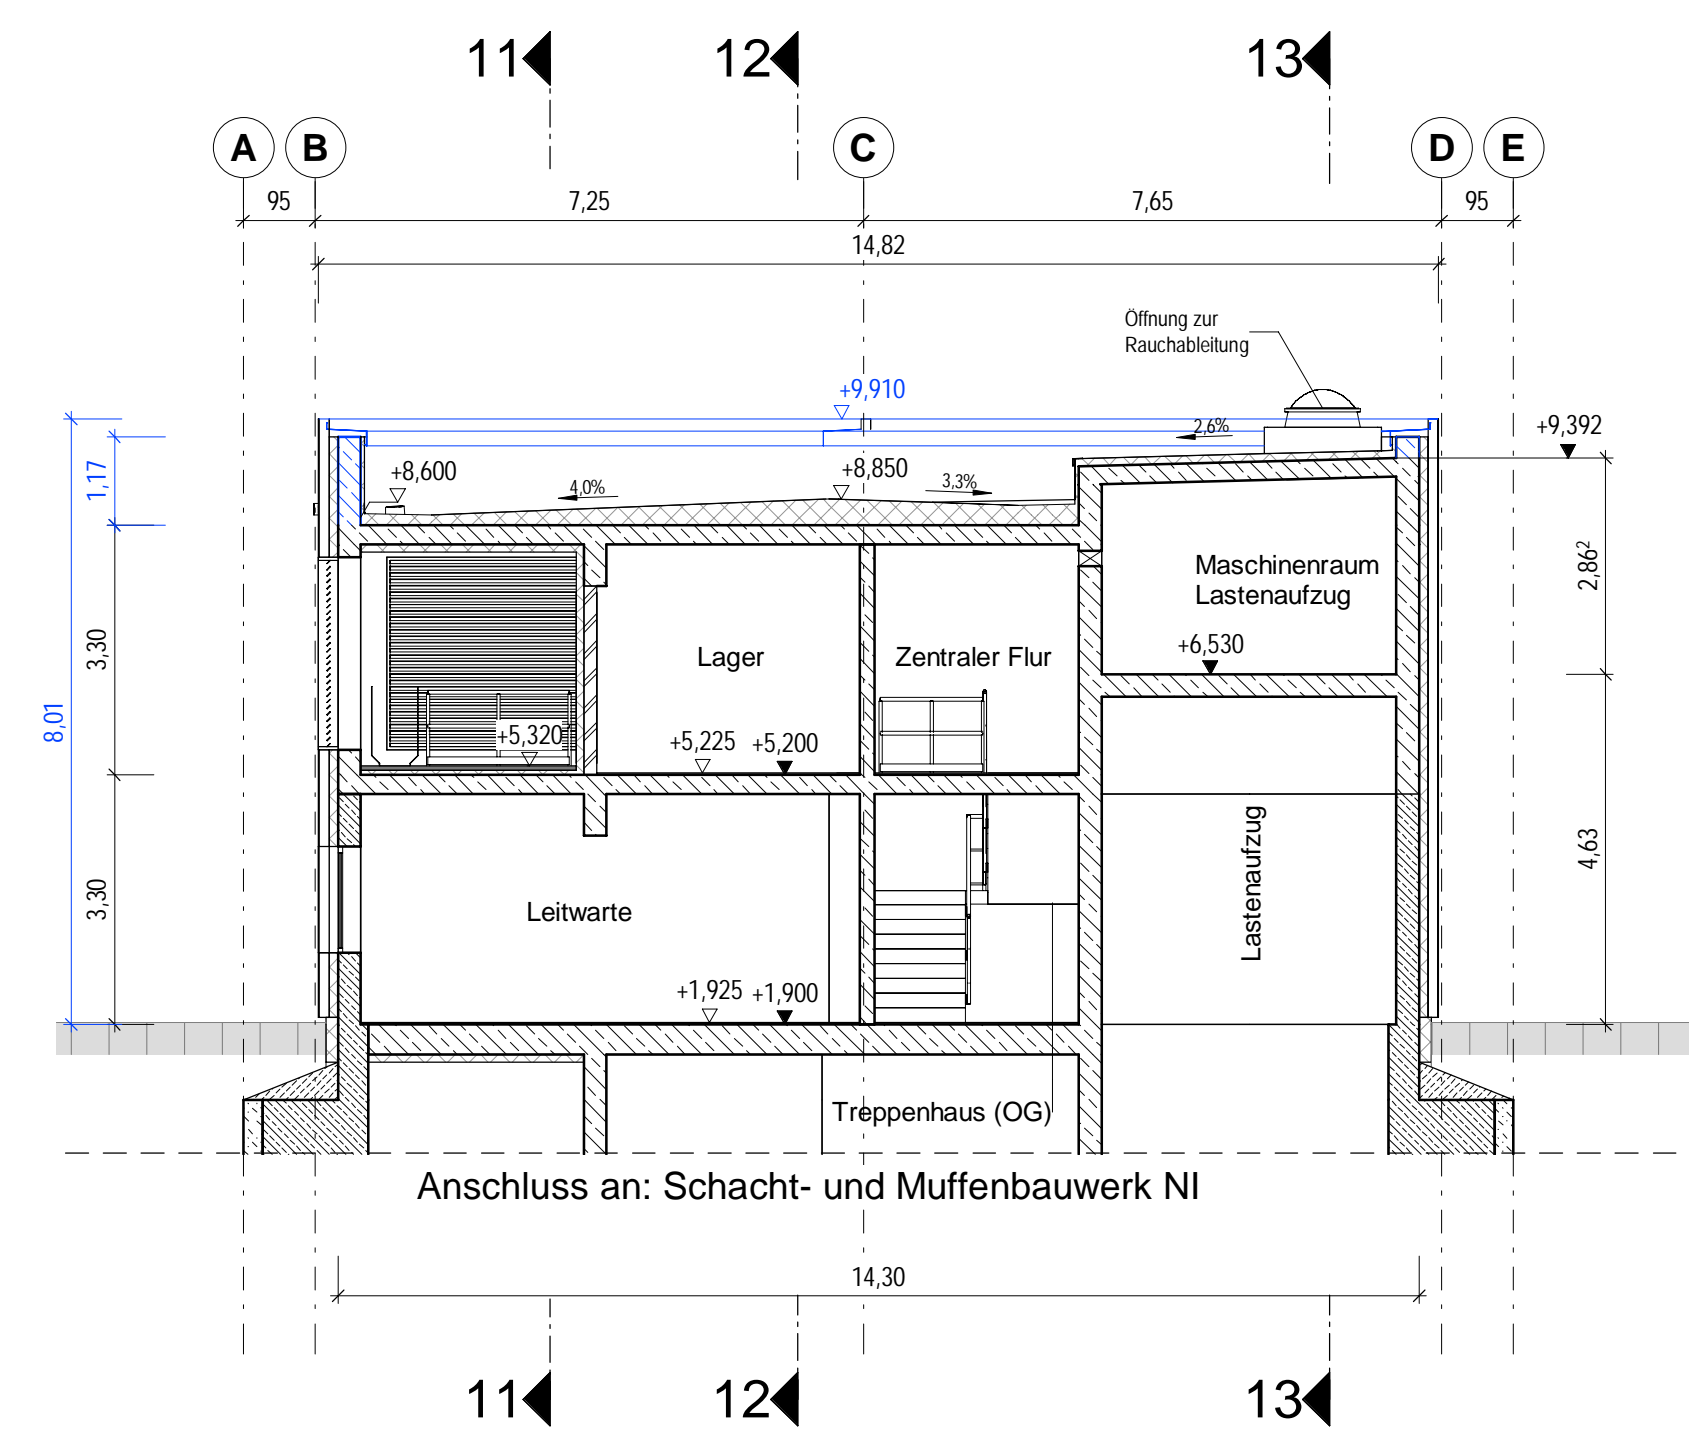 11 12 13
A B C D E
95 7,25 7,65 95
14,82
Öffnung zur
Rauchableitung
+9,910
2,6%
+9,392
1,17
+8,600
4,0%
+8,850
3,3%
Maschinenraum
Lastenaufzug
2,86²
3,30
Lager
Zentraler Flur
+6,530
8,01
+5,320
+5,225 +5,200
3,30
Leitwarte
Lastenaufzug
4,63
+1,925 +1,900
Treppenhaus (OG)
Anschluss an: Schacht- und Muffenbauwerk NI
14,30
11 12 13